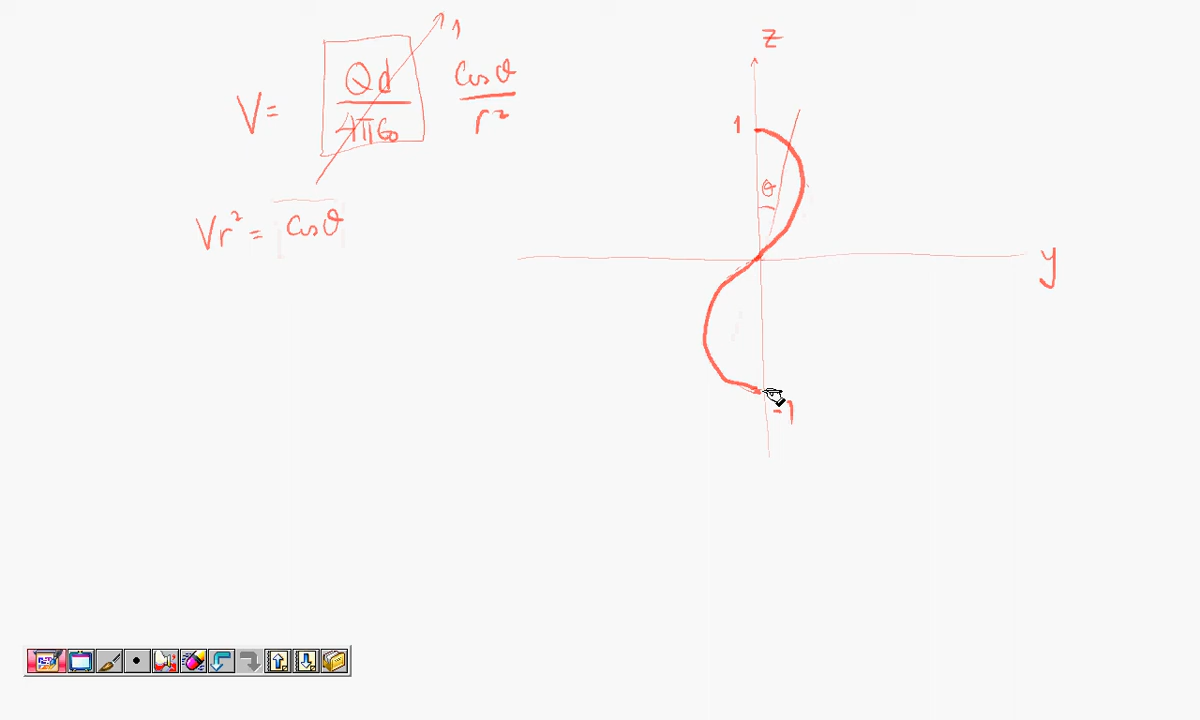 V = Qd/4πε₀ cosθ/r²
1
Vr² = cosθ
z
1
θ
y
-1